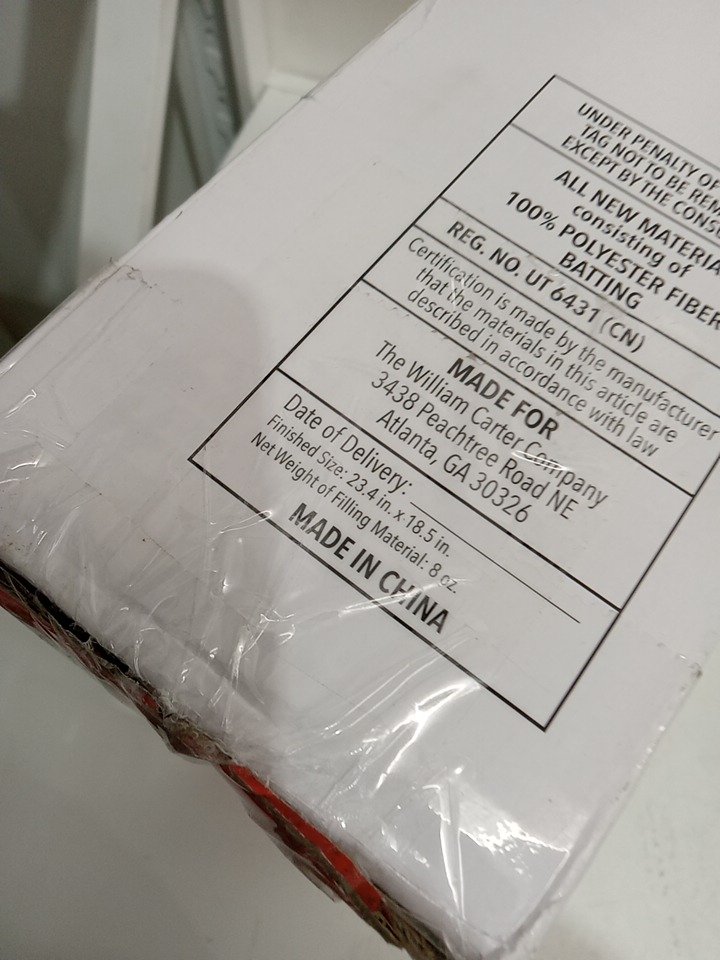 UNDER PENALTY OF
TAG NOT TO BE
EXCEPT BY THE
ALL NEW
consisting of
100% POLYESTER FIBER
BATTING
REG. NO. UT 6431 (CN)
Certification is made by the manufacturer
that the materials in this article are
described in accordance with law
MADE FOR
The William Carter Company
3438 Peachtree Road NE
Atlanta, GA 30326
Date of Delivery:
Finished Size: 23.4 in. x 18.5 in.
Net Weight of Filling Material: 8 oz.
MADE IN CHINA